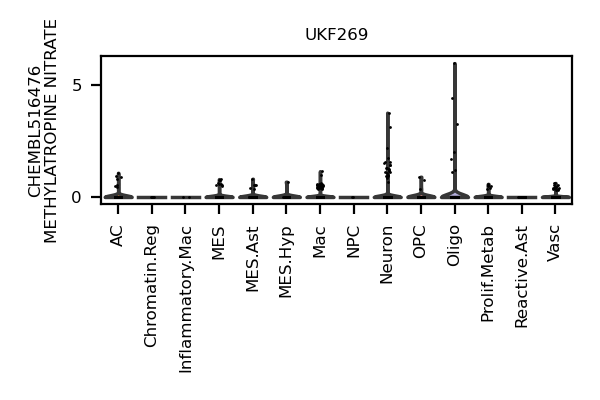 UKF269
CHEMBL516476
METHYLATROPINE NITRATE
5
0
AC
Chromatin.Reg
Inflammatory.Mac
MES
MES.Ast
MES.Hyp
Mac
NPC
Neuron
OPC
Oligo
Prolif.Metab
Reactive.Ast
Vasc